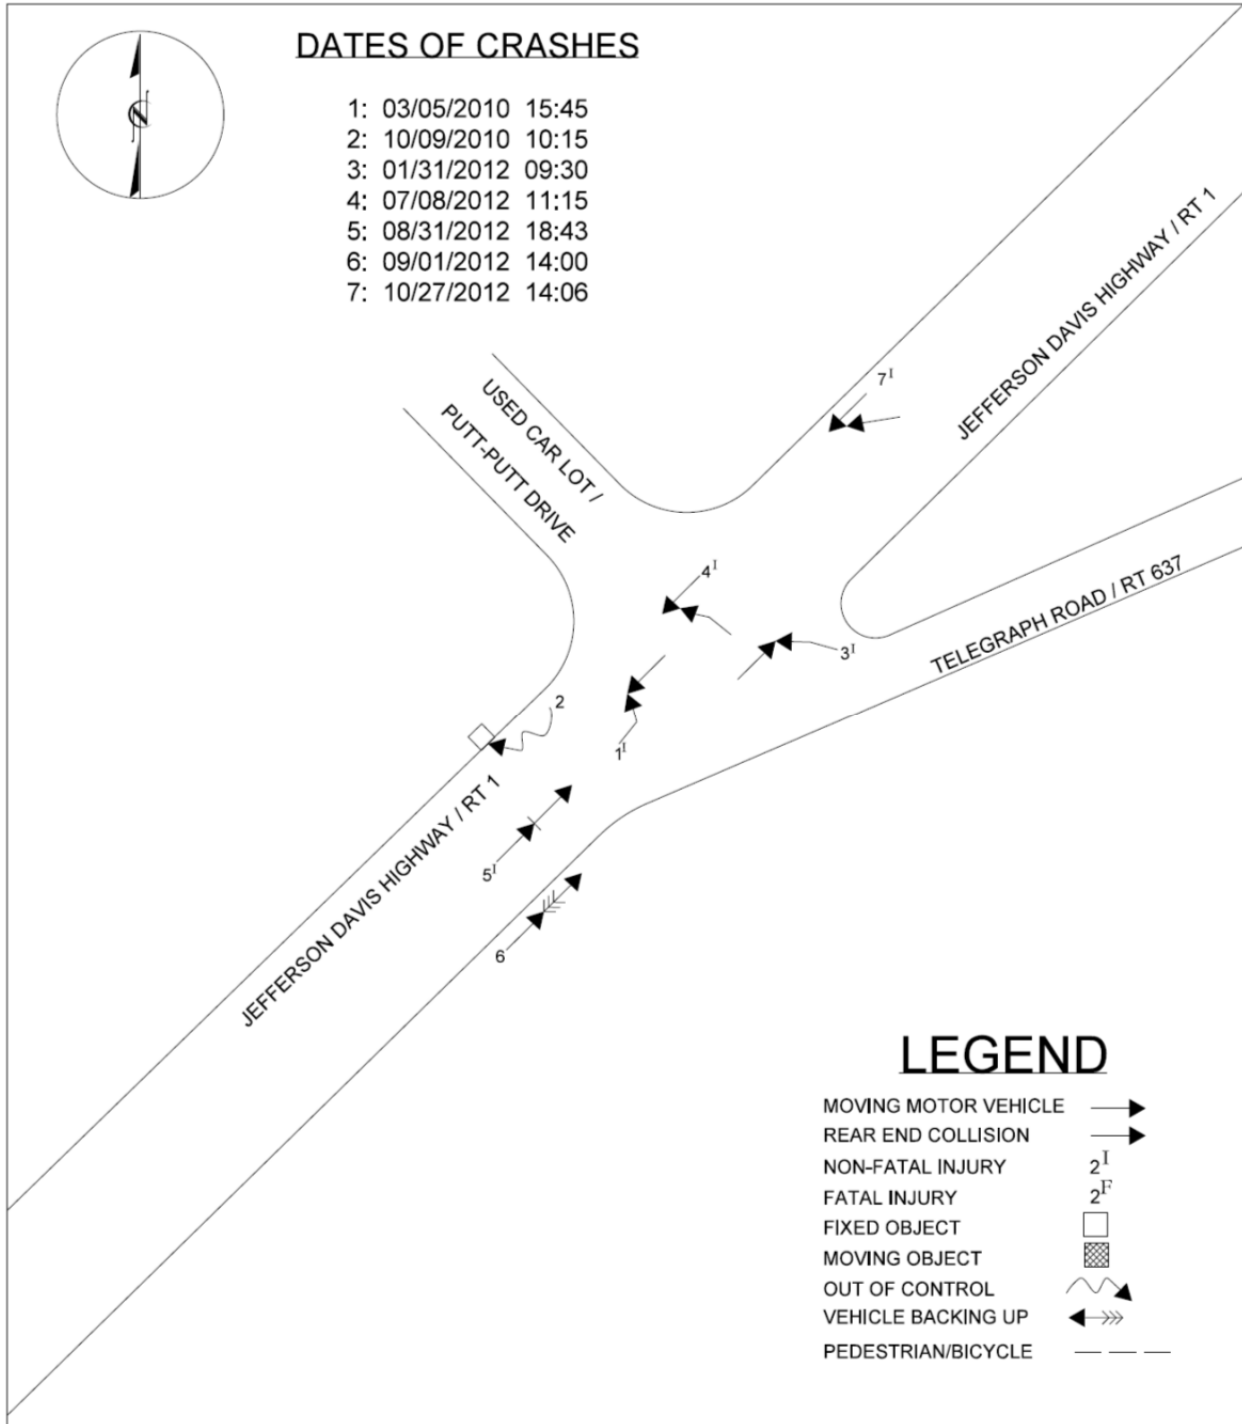 N
DATES OF CRASHES
1: 03/05/2010 15:45
2: 10/09/2010 10:15
3: 01/31/2012 09:30
4: 07/08/2012 11:15
5: 08/31/2012 18:43
6: 09/01/2012 14:00
7: 10/27/2012 14:06
JEFFERSON DAVIS HIGHWAY / RT 1
7I
USED CAR LOT /
PUTT-PUTT DRIVE
4I
TELEGRAPH ROAD / RT 637
3I
2
1I
JEFFERSON DAVIS HIGHWAY / RT 1
5I
6
LEGEND
MOVING MOTOR VEHICLE
REAR END COLLISION
NON-FATAL INJURY 2I
FATAL INJURY 2F
FIXED OBJECT
MOVING OBJECT
OUT OF CONTROL
VEHICLE BACKING UP
PEDESTRIAN/BICYCLE